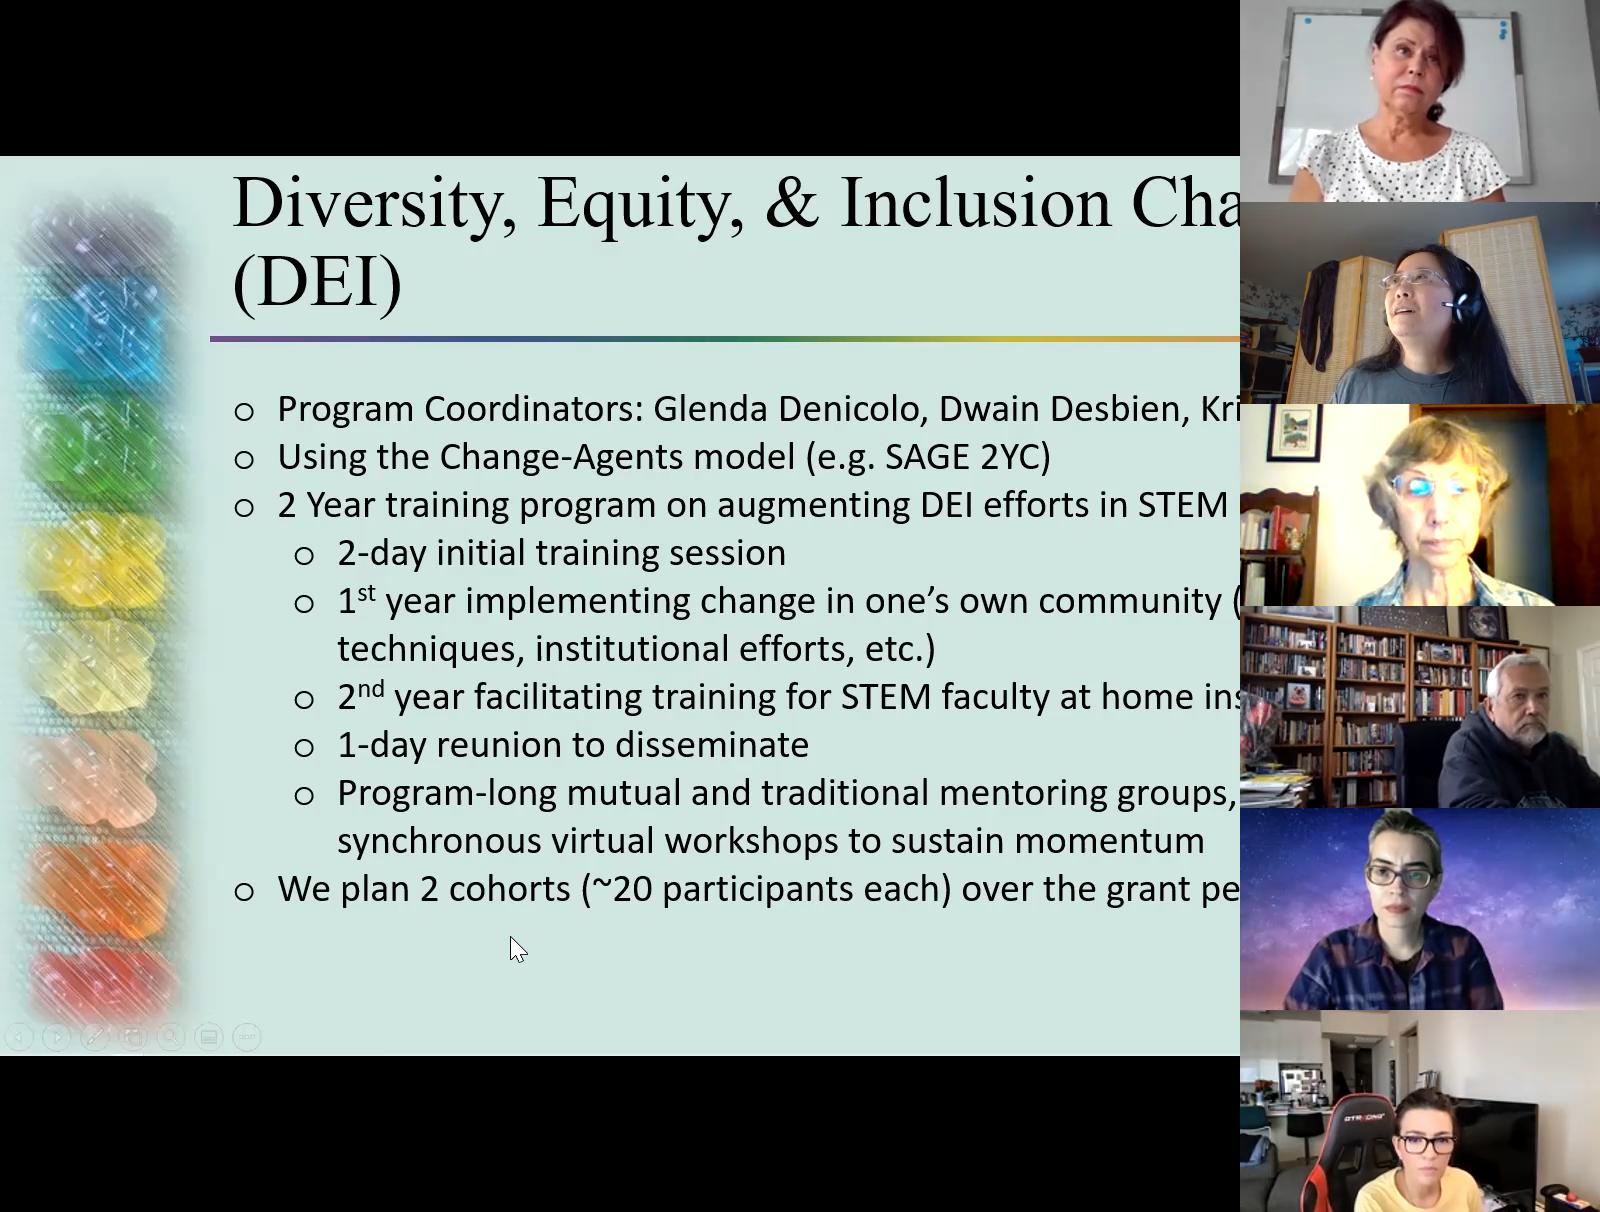 Diversity, Equity, & Inclusion Cha
(DEI)
o Program Coordinators: Glenda Denicolo, Dwain Desbien, Kri
o Using the Change-Agents model (e.g. SAGE 2YC)
o 2 Year training program on augmenting DEI efforts in STEM
o 2-day initial training session
o 1st year implementing change in one’s own community (
techniques, institutional efforts, etc.)
o 2nd year facilitating training for STEM faculty at home ins
o 1-day reunion to disseminate
o Program-long mutual and traditional mentoring groups,
synchronous virtual workshops to sustain momentum
o We plan 2 cohorts (~20 participants each) over the grant pe
GTRACING